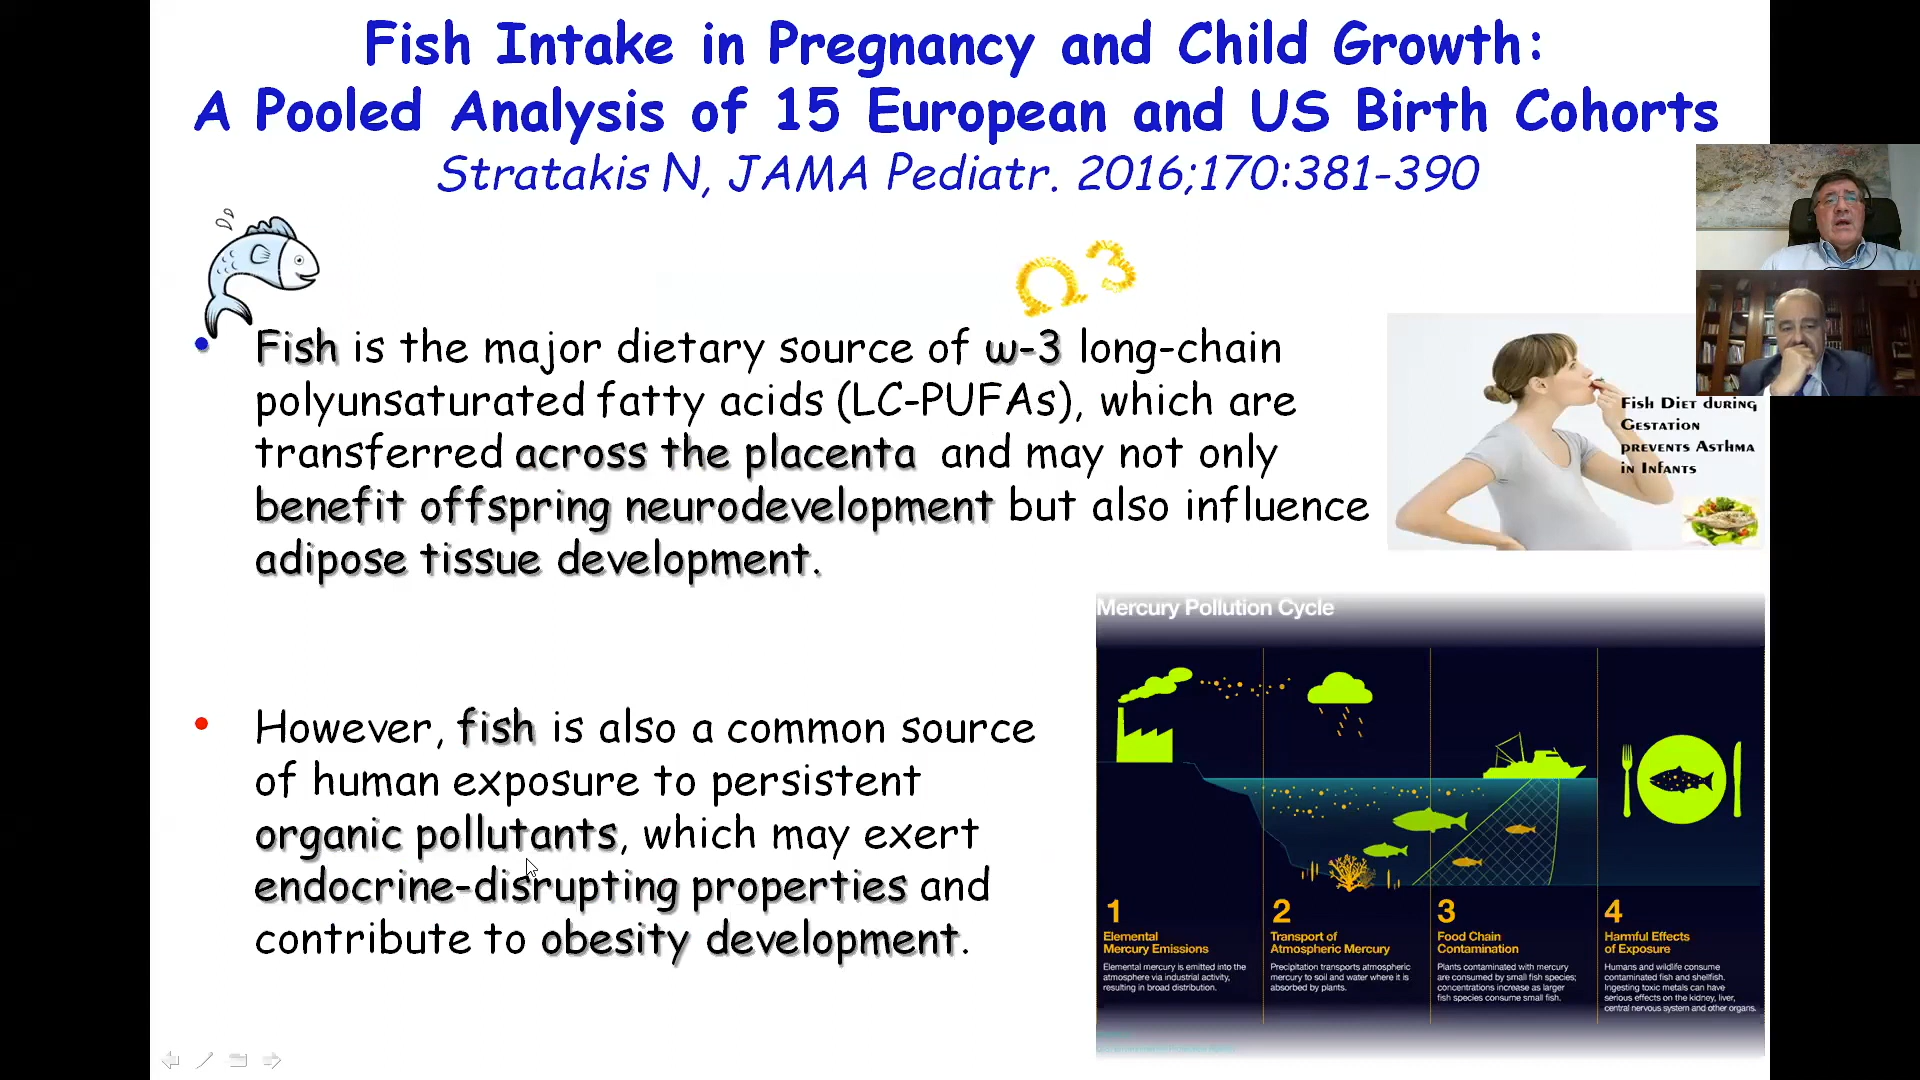 Fish Intake in Pregnancy and Child Growth:
A Pooled Analysis of 15 European and US Birth Cohorts
Stratakis N, JAMA Pediatr. 2016;170:381-390
Ω 3
• Fish is the major dietary source of ω-3 long-chain
polyunsaturated fatty acids (LC-PUFAs), which are
transferred across the placenta and may not only
benefit offspring neurodevelopment but also influence
adipose tissue development.
Fish Diet during
Gestation
prevents Asthma
in Infants
• However, fish is also a common source
of human exposure to persistent
organic pollutants, which may exert
endocrine-disrupting properties and
contribute to obesity development.
Mercury Pollution Cycle
1
Elemental
Mercury Emissions
Elemental mercury is emitted into the
atmosphere via industrial activity,
resulting in broad distribution.
2
Transport of
Atmospheric Mercury
Precipitation transports atmospheric
mercury to soil and water where it is
absorbed by plants.
3
Food Chain
Contamination
Plants contaminated with mercury
are consumed by small fish species;
concentrations increase as larger
fish species consume small fish.
4
Harmful Effects
of Exposure
Humans and wildlife consume
contaminated fish and shellfish.
Ingesting toxic metals can have
serious effects on the kidney, liver,
central nervous system and other organs.